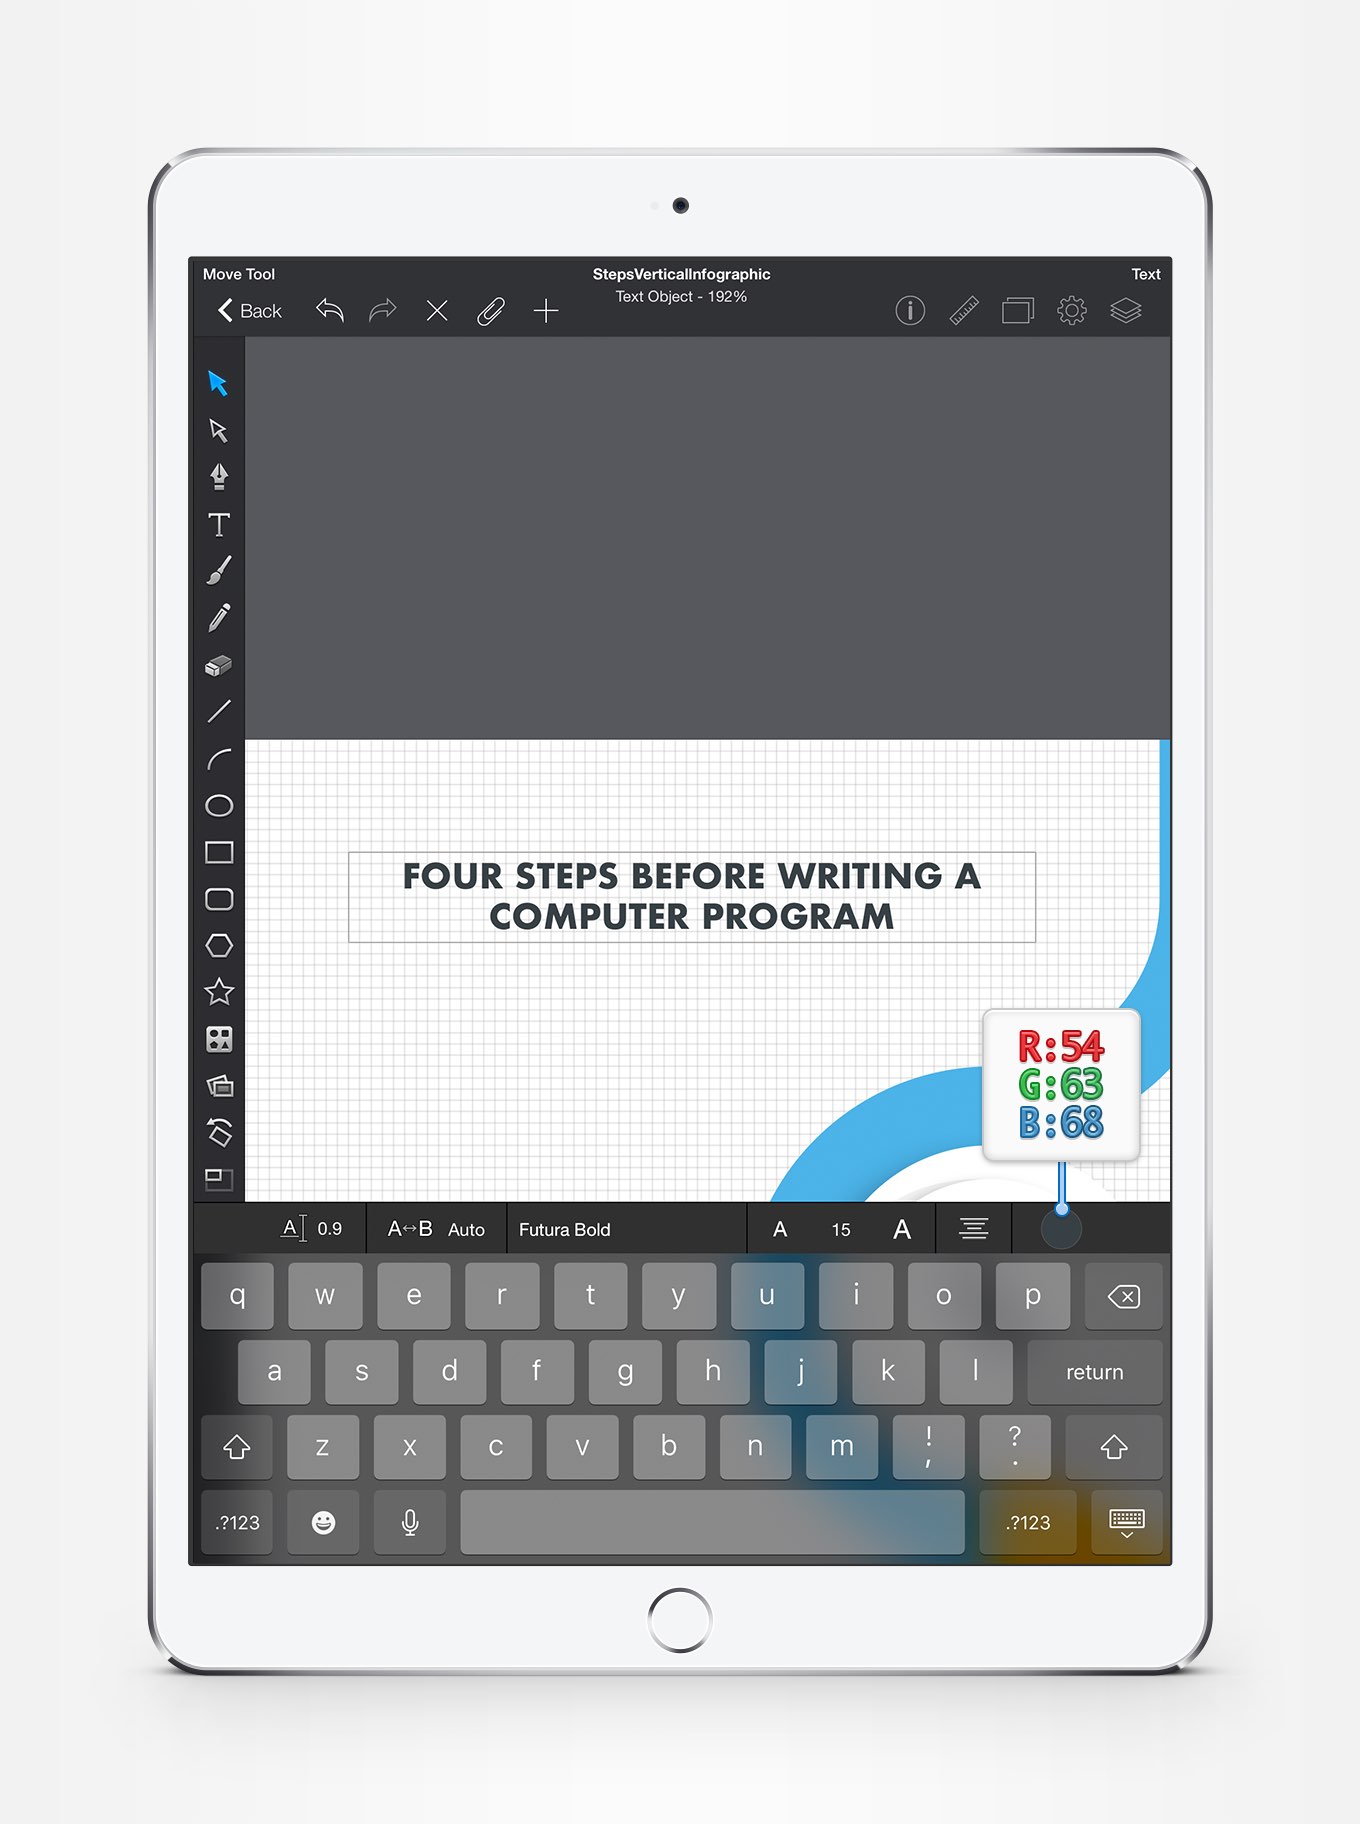 Move Tool
StepsVerticalInfographic
Text
Back
Text Object - 192%
FOUR STEPS BEFORE WRITING A
COMPUTER PROGRAM
R:54
G:63
B:68
A 0.9
A↔B Auto
Futura Bold
A 15 A
q w e r t y u i o p
a s d f g h j k l return
z x c v b n m ! , ? .
.?123 .?123